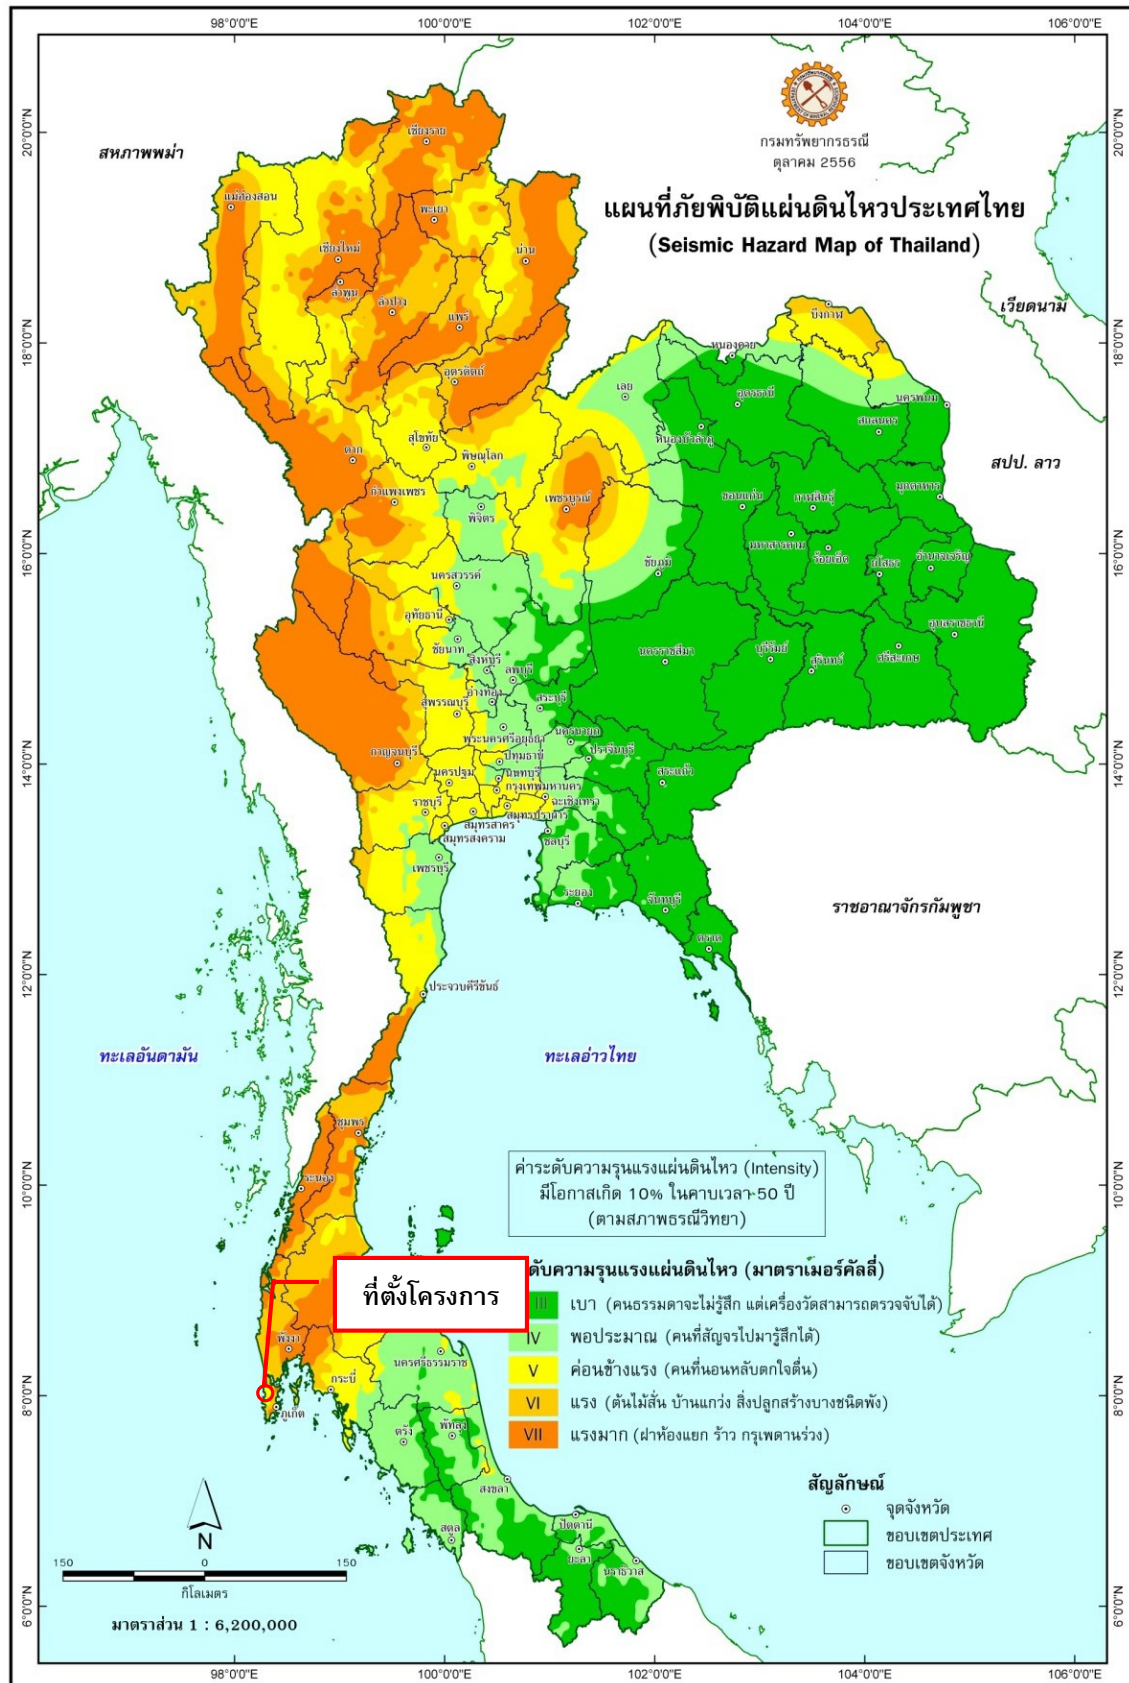 98°0'0"E 100°0'0"E 102°0'0"E 104°0'0"E 106°0'0"E
20°0'0"N 20°0'0"N
18°0'0"N 18°0'0"N
16°0'0"N 16°0'0"N
14°0'0"N 14°0'0"N
12°0'0"N 12°0'0"N
10°0'0"N 10°0'0"N
8°0'0"N 8°0'0"N
6°0'0"N 6°0'0"N
กรมทรัพยากรธรณี
ตุลาคม 2556
แผนที่ภัยพิบัติแผ่นดินไหวประเทศไทย
(Seismic Hazard Map of Thailand)
สหภาพพม่า
เวียดนาม
สปป. ลาว
ราชอาณาจักรกัมพูชา
ทะเลอันดามัน
ทะเลอ่าวไทย
เชียงราย
แม่ฮ่องสอน
พะเยา
เชียงใหม่
น่าน
ลำพูน
ลำปาง
แพร่
อุตรดิตถ์
บึงกาฬ
หนองคาย
เลย
อุดรธานี
นครพนม
สกลนคร
หนองบัวลำภู
สุโขทัย
ตาก
พิษณุโลก
กำแพงเพชร
พิจิตร
เพชรบูรณ์
ขอนแก่น
กาฬสินธุ์
มุกดาหาร
มหาสารคาม
ร้อยเอ็ด
ยโสธร
อำนาจเจริญ
ชัยภูมิ
นครสวรรค์
อุทัยธานี
ชัยนาท
สิงหบุรี
ลพบุรี
อ่างทอง
สุพรรณบุรี
สระบุรี
นครราชสีมา
บุรีรัมย์
สุรินทร์
ศรีสะเกษ
อุบลราชธานี
พระนครศรีอยุธยา
นครนายก
ปราจีนบุรี
กาญจนบุรี
ปทุมธานี
นครปฐม
นนทบุรี
กรุงเทพมหานคร
สระแก้ว
ราชบุรี
ฉะเชิงเทรา
สมุทรปราการ
สมุทรสาคร
สมุทรสงคราม
ชลบุรี
เพชรบุรี
ระยอง
จันทบุรี
ตราด
ประจวบคีรีขันธ์
ชุมพร
ระนอง
พังงา
กระบี่
ภูเก็ต
นครศรีธรรมราช
ตรัง
พัทลุง
สงขลา
สตูล
ปัตตานี
ยะลา
นราธิวาส
ที่ตั้งโครงการ
ค่าระดับความรุนแรงแผ่นดินไหว (Intensity)
มีโอกาสเกิด 10% ในคาบเวลา 50 ปี
(ตามสภาพธรณีวิทยา)
ดับความรุนแรงแผ่นดินไหว (มาตราเมอร์คัลลี่)
III เบา (คนธรรมดาจะไม่รู้สึก แต่เครื่องวัดสามารถตรวจจับได้)
IV พอประมาณ (คนที่สัญจรไปมารู้สึกได้)
V ค่อนข้างแรง (คนที่นอนหลับตกใจตื่น)
VI แรง (ต้นไม้สั่น บ้านแกว่ง สิ่งปลูกสร้างบางชนิดพัง)
VII แรงมาก (ฝาห้องแยก ร้าว กรุเพดานร่วง)
สัญลักษณ์
จุดจังหวัด
ขอบเขตประเทศ
ขอบเขตจังหวัด
N
150 0 150
กิโลเมตร
มาตราส่วน 1 : 6,200,000
98°0'0"E 100°0'0"E 102°0'0"E 104°0'0"E 106°0'0"E